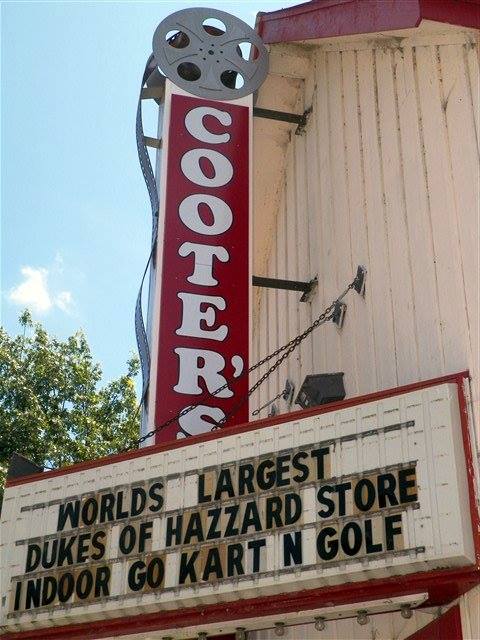 COOTER'S
WORLDS LARGEST
DUKES OF HAZZARD STORE
INDOOR GO KART N GOLF